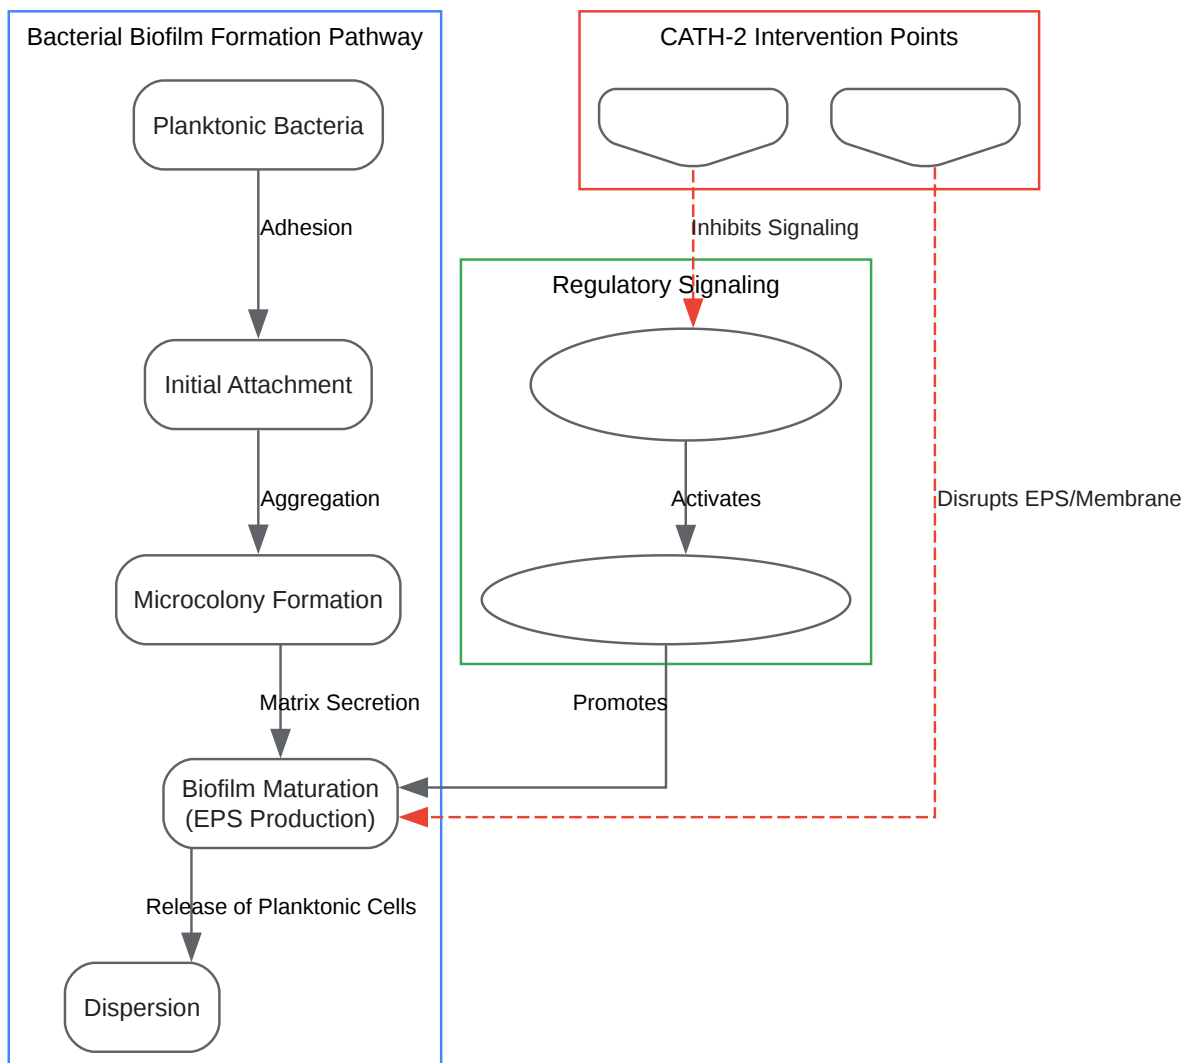 Bacterial Biofilm Formation Pathway
Planktonic Bacteria
Adhesion
Initial Attachment
Aggregation
Microcolony Formation
Matrix Secretion
Biofilm Maturation
(EPS Production)
Release of Planktonic Cells
Dispersion
CATH-2 Intervention Points
Inhibits Signaling
Regulatory Signaling
Activates
Promotes
Disrupts EPS/Membrane